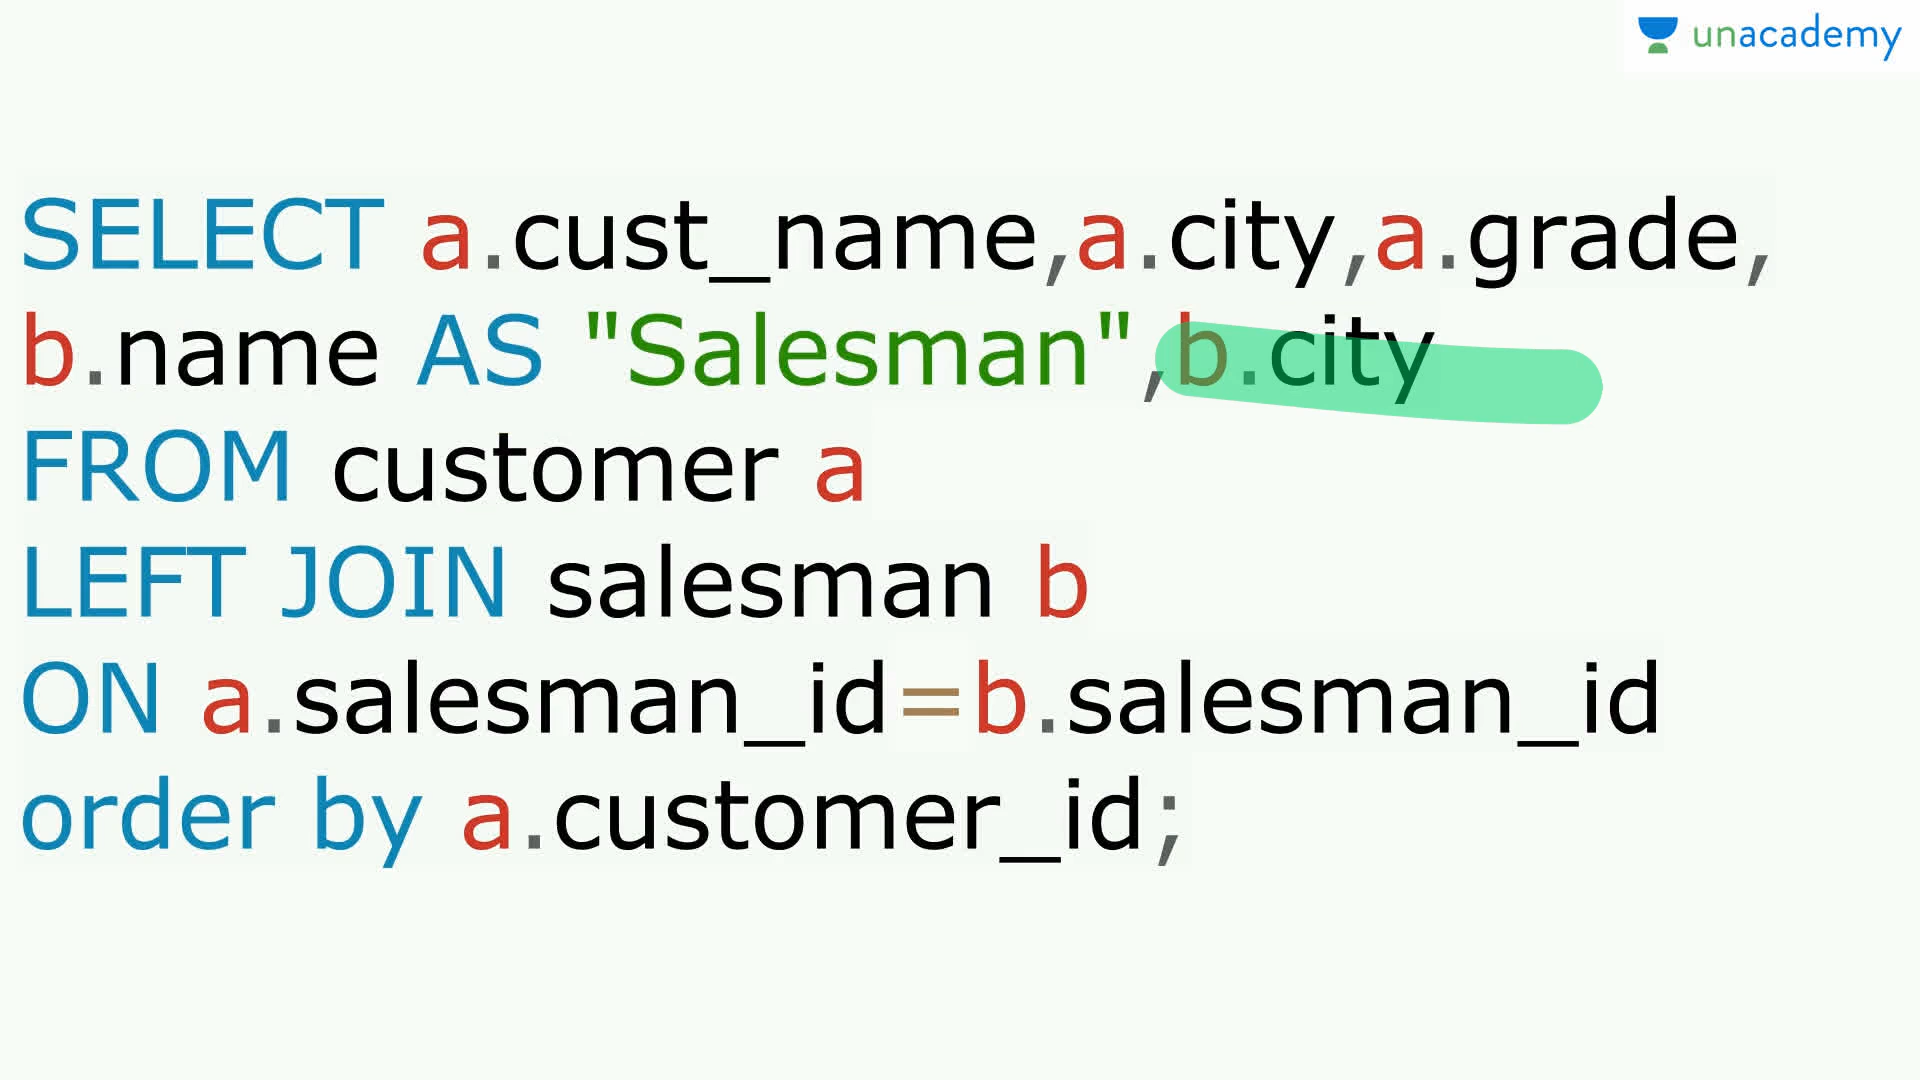 unacademy
SELECT a.cust_name,a.city,a.grade,
b.name AS "Salesman",b.city
FROM customer a
LEFT JOIN salesman b
ON a.salesman_id=b.salesman_id
order by a.customer_id;